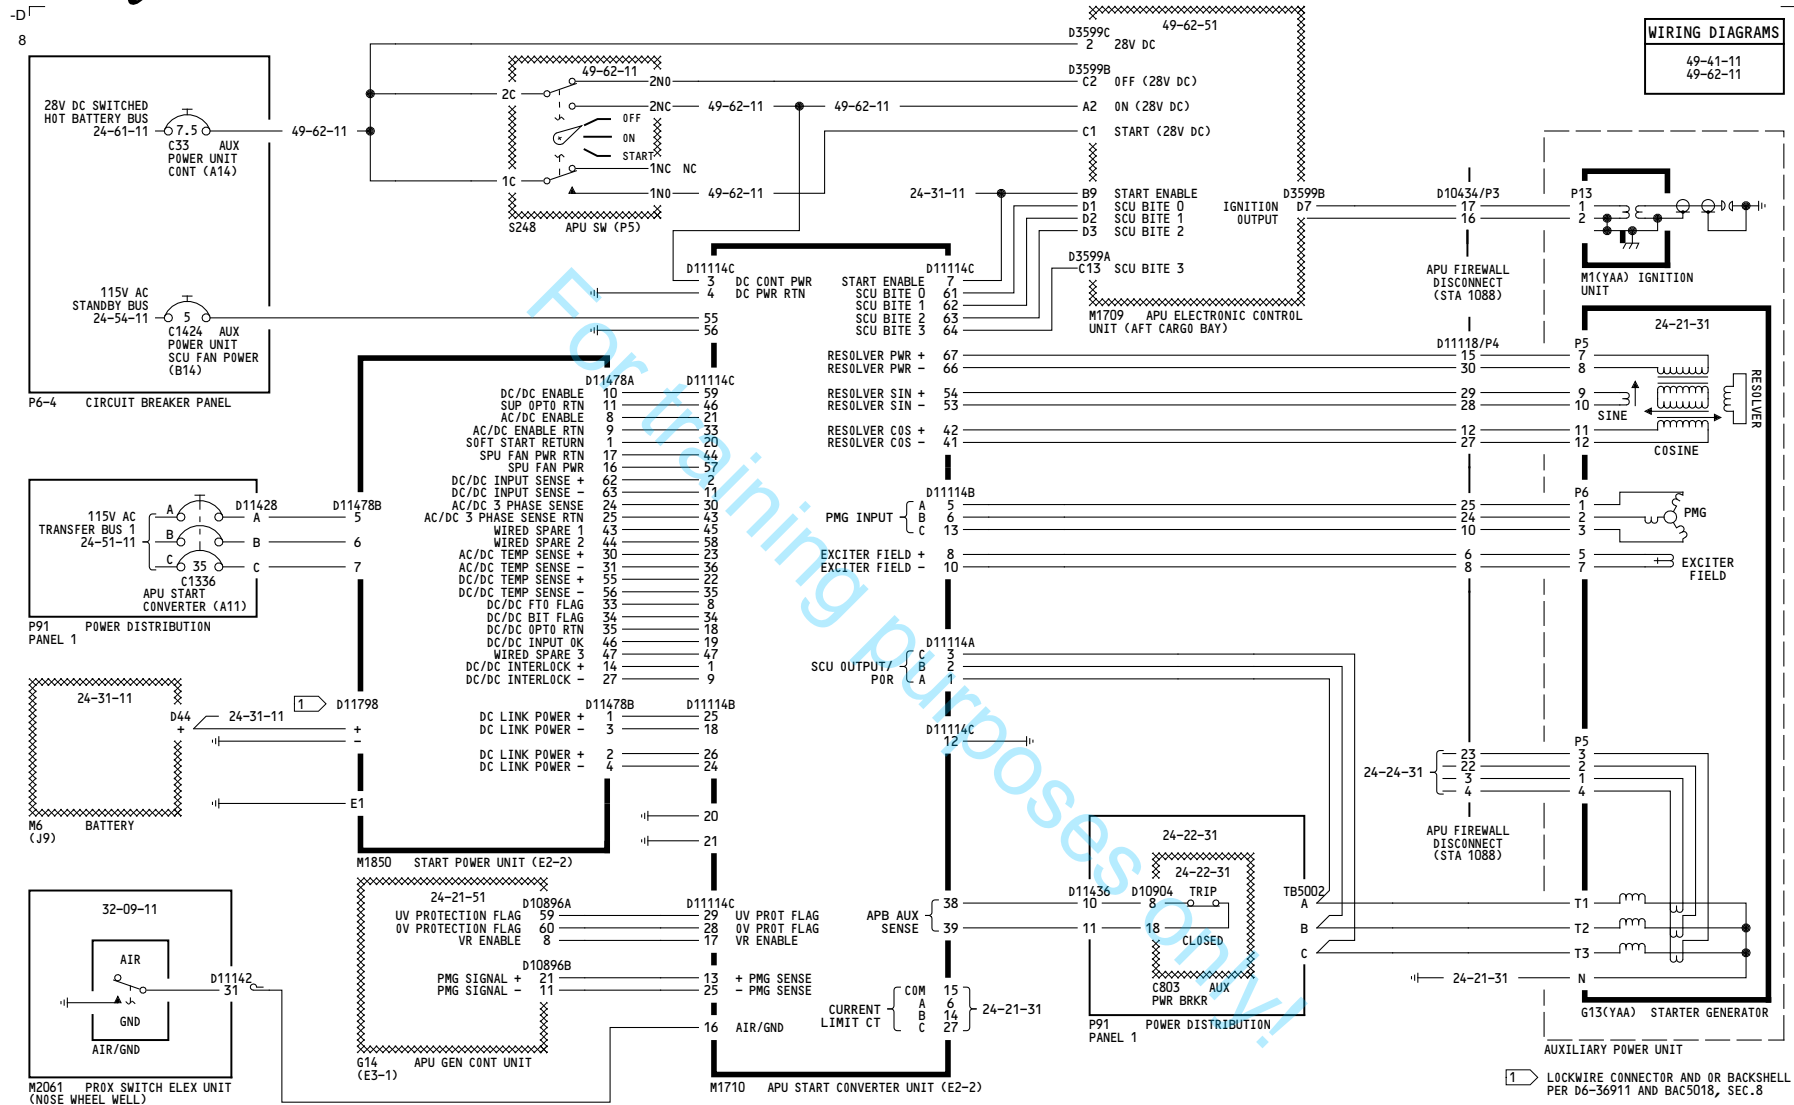 -D
8
WIRING DIAGRAMS
49-41-11
49-62-11
28V DC SWITCHED
HOT BATTERY BUS
24-61-11
7.5
C33 AUX
POWER UNIT
CONT (A14)
49-62-11
115V AC
STANDBY BUS
24-54-11
5
C1424 AUX
POWER UNIT
SCU FAN POWER
(B14)
P6-4 CIRCUIT BREAKER PANEL
49-62-11
2C
2NO
2NC
OFF
ON
START
1NC NC
1C
1NO
S248 APU SW (P5)
49-62-11
49-62-11
49-62-11
49-62-51
D3599C
2 28V DC
D3599B
C2 OFF (28V DC)
A2 ON (28V DC)
C1 START (28V DC)
24-31-11
B9 START ENABLE
D1 SCU BITE 0
D2 SCU BITE 1
D3 SCU BITE 2
D3599A
C13 SCU BITE 3
IGNITION OUTPUT
D3599B
D7
M1709 APU ELECTRONIC CONTROL
UNIT (AFT CARGO BAY)
D10434/P3
17
16
APU FIREWALL
DISCONNECT
(STA 1088)
P13
1
2
M1(YAA) IGNITION
UNIT
D11114C
3 DC CONT PWR
4 DC PWR RTN
55
56
D11114C
START ENABLE 7
SCU BITE 0 61
SCU BITE 1 62
SCU BITE 2 63
SCU BITE 3 64
RESOLVER PWR + 67
RESOLVER PWR - 66
RESOLVER SIN + 54
RESOLVER SIN - 53
RESOLVER COS + 42
RESOLVER COS - 41
D11114B
PMG INPUT
A 5
B 6
C 13
EXCITER FIELD + 8
EXCITER FIELD - 10
D11114A
SCU OUTPUT/
POR
C 3
B 2
A 1
D11114C
12
D11118/P4
15
30
29
28
12
27
25
24
10
6
8
24-24-31
23
22
3
4
APU FIREWALL
DISCONNECT
(STA 1088)
24-21-31
P5
7
8
9
10
11
12
SINE
COSINE
RESOLVER
P6
1
2
3
PMG
5
7
EXCITER
FIELD
P5
3
2
1
4
T1
T2
T3
N
24-21-31
G13(YAA) STARTER GENERATOR
AUXILIARY POWER UNIT
D11478A D11114C
DC/DC ENABLE 10 59
SUP OPTO RTN 11 46
AC/DC ENABLE 8 21
AC/DC ENABLE RTN 9 33
SOFT START RETURN 1 20
SPU FAN PWR RTN 17 44
SPU FAN PWR 16 57
DC/DC INPUT SENSE + 62 2
DC/DC INPUT SENSE - 63 11
AC/DC 3 PHASE SENSE 24 30
AC/DC 3 PHASE SENSE RTN 25 43
WIRED SPARE 1 43 45
WIRED SPARE 2 44 58
AC/DC TEMP SENSE + 30 23
AC/DC TEMP SENSE - 31 36
DC/DC TEMP SENSE + 55 22
DC/DC TEMP SENSE - 56 35
DC/DC FTO FLAG 33 8
DC/DC BIT FLAG 34 34
DC/DC OPTO RTN 35 18
DC/DC INPUT OK 46 19
WIRED SPARE 3 47 47
DC/DC INTERLOCK + 14 1
DC/DC INTERLOCK - 27 9
D11478B D11114B
DC LINK POWER + 1 25
DC LINK POWER - 3 18
DC LINK POWER + 2 26
DC LINK POWER - 4 24
20
21
M1850 START POWER UNIT (E2-2)
115V AC
TRANSFER BUS 1
24-51-11
A
B
C
35
C1336
APU START
CONVERTER (A11)
D11428
A
B
C
D11478B
5
6
7
P91 POWER DISTRIBUTION
PANEL 1
24-31-11
D44
+
24-31-11
1
D11798
+
-
E1
M6 BATTERY
(J9)
32-09-11
AIR
GND
AIR/GND
D11142
31
M2061 PROX SWITCH ELEX UNIT
(NOSE WHEEL WELL)
24-21-51
D10896A
UV PROTECTION FLAG 59
OV PROTECTION FLAG 60
VR ENABLE 8
D10896B
PMG SIGNAL + 21
PMG SIGNAL - 11
G14 APU GEN CONT UNIT
(E3-1)
D11114C
29 UV PROT FLAG
28 OV PROT FLAG
17 VR ENABLE
13 + PMG SENSE
25 - PMG SENSE
16 AIR/GND
APB AUX
SENSE
38
39
CURRENT
LIMIT CT
COM 15
A 6
B 14
C 27
24-21-31
M1710 APU START CONVERTER UNIT (E2-2)
24-22-31
24-22-31
D11436
10
11
D10904
8
18
TRIP
CLOSED
C803 AUX
PWR BRKR
TB5002
A
B
C
P91 POWER DISTRIBUTION
PANEL 1
1 LOCKWIRE CONNECTOR AND OR BACKSHELL
PER D6-36911 AND BAC5018, SEC.8
For training purposes only!